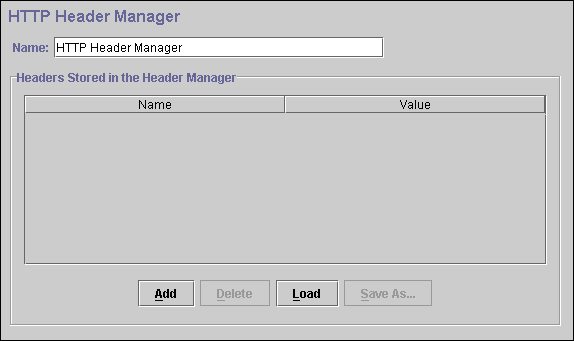 HTTP Header Manager
Name: HTTP Header Manager
Headers Stored in the Header Manager
Name Value
Add Delete Load Save As...